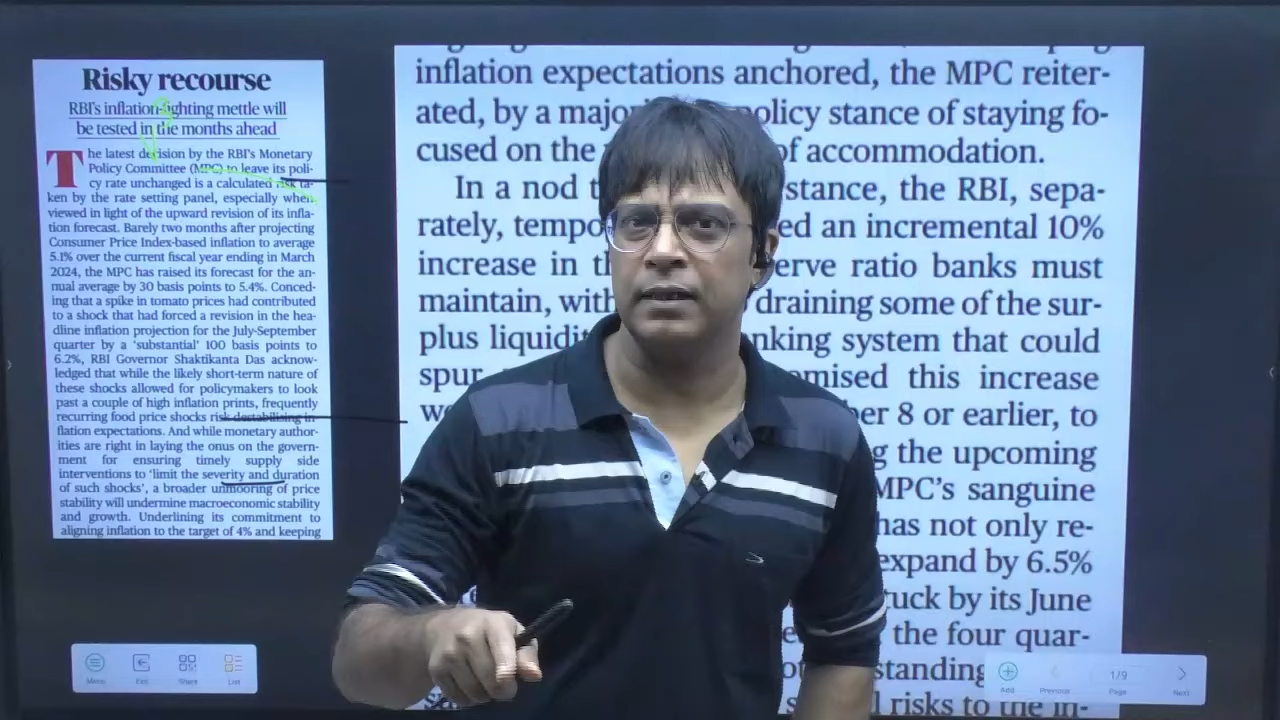 Risky recourse
RBI's inflation-fighting mettle will
be tested in the months ahead
The latest decision by the RBI's Monetary
Policy Committee (MPC) to leave its poli-
cy rate unchanged is a calculated risk ta-
ken by the rate setting panel, especially when
viewed in light of the upward revision of its infla-
tion forecast. Barely two months after projecting
Consumer Price Index-based inflation to average
5.1% over the current fiscal year ending in March
2024, the MPC has raised its forecast for the an-
nual average by 30 basis points to 5.4%. Conced-
ing that a spike in tomato prices had contributed
to a shock that had forced a revision in the hea-
dline inflation projection for the July-September
quarter by a 'substantial' 100 basis points to
6.2%, RBI Governor Shaktikanta Das acknow-
ledged that while the likely short-term nature of
these shocks allowed for policymakers to look
past a couple of high inflation prints, frequently
recurring food price shocks risk destabilising in-
flation expectations. And while monetary author-
ities are right in laying the onus on the govern-
ment for ensuring timely supply side
interventions to 'limit the severity and duration
of such shocks', a broader unmooring of price
stability will undermine macroeconomic stability
and growth. Underlining its commitment to
aligning inflation to the target of 4% and keeping
inflation expectations anchored, the MPC reiter-
ated, by a policy stance of staying fo-
cused on the of accommodation.
In a nod stance, the RBI, sepa-
rately, an incremental 10%
increase in ratio banks must
maintain, draining some of the sur-
plus system that could
this increase
8 or earlier, to
the upcoming
MPC's sanguine
has not only re-
expand by 6.5%
by its June
the four quar-
standing
risks to the in-
Menu
Exit
Share
List
Add
Previous
1/9
Page
Next